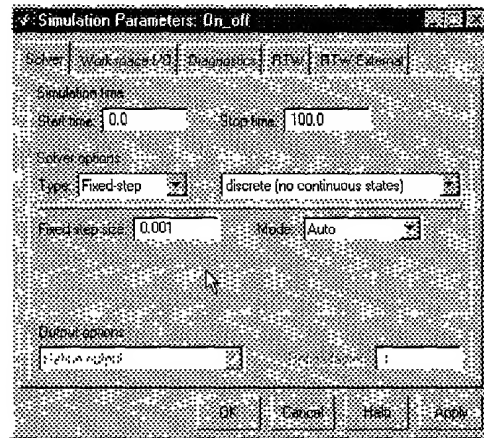 Simulation Parameters: On_off
Solver Workspace I/O Diagnostics RTW RTW External
Simulation time
Start time: 0.0 Stop time: 100.0
Solver options
Type: Fixed-step discrete (no continuous states)
Fixed step size: 0.001 Mode: Auto
Output options
OK Cancel Help Apply